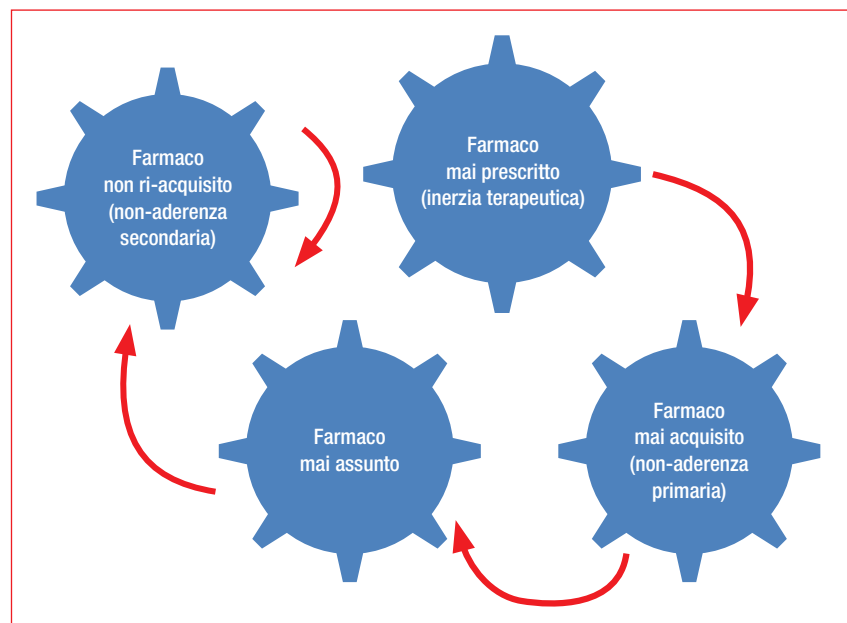 Farmaco
non ri-acquisito
(non-aderenza
secondaria)
Farmaco
mai prescritto
(inerzia terapeutica)
Farmaco
mai assunto
Farmaco
mai acquisito
(non-aderenza
primaria)